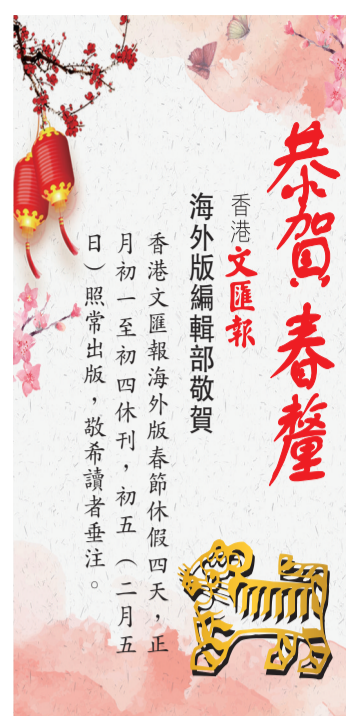 恭賀春釐
香港文匯報
海外版編輯部敬賀
香港文匯報海外版春節休假四天，正
月初一至初四休刊，初五（二月五
日）照常出版，敬希讀者垂注。